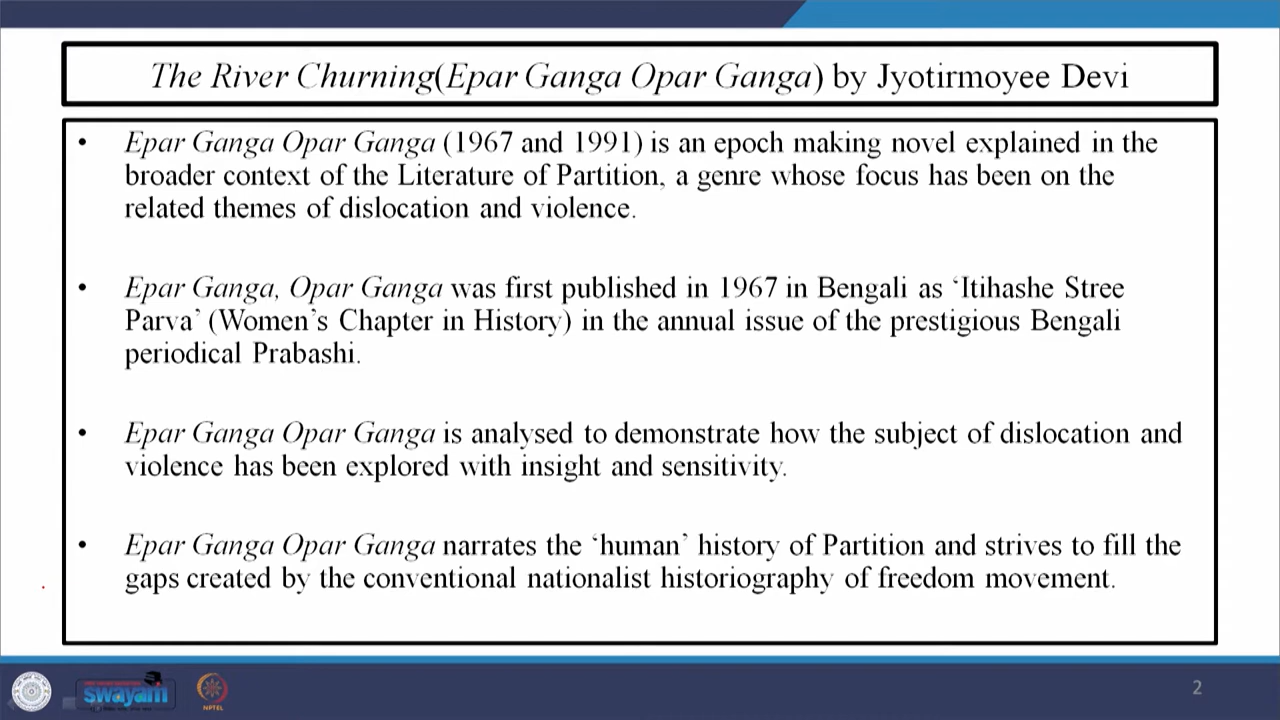 The River Churning(Epar Ganga Opar Ganga) by Jyotirmoyee Devi
• Epar Ganga Opar Ganga (1967 and 1991) is an epoch making novel explained in the
broader context of the Literature of Partition, a genre whose focus has been on the
related themes of dislocation and violence.
• Epar Ganga, Opar Ganga was first published in 1967 in Bengali as ‘Itihashe Stree
Parva’ (Women’s Chapter in History) in the annual issue of the prestigious Bengali
periodical Prabashi.
• Epar Ganga Opar Ganga is analysed to demonstrate how the subject of dislocation and
violence has been explored with insight and sensitivity.
• Epar Ganga Opar Ganga narrates the ‘human’ history of Partition and strives to fill the
gaps created by the conventional nationalist historiography of freedom movement.
swayam
NPTEL
2